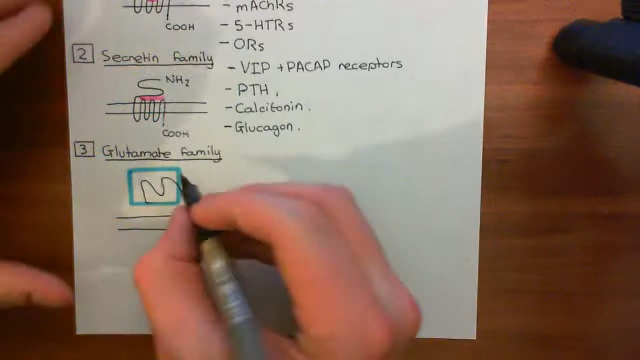 - mAChRs
COOH
- 5-HTRs
- ORs
2 Secretin family
- VIP + PACAP receptors
NH2
- PTH,
- Calcitonin.
COOH
- Glucagon.
3 Glutamate family